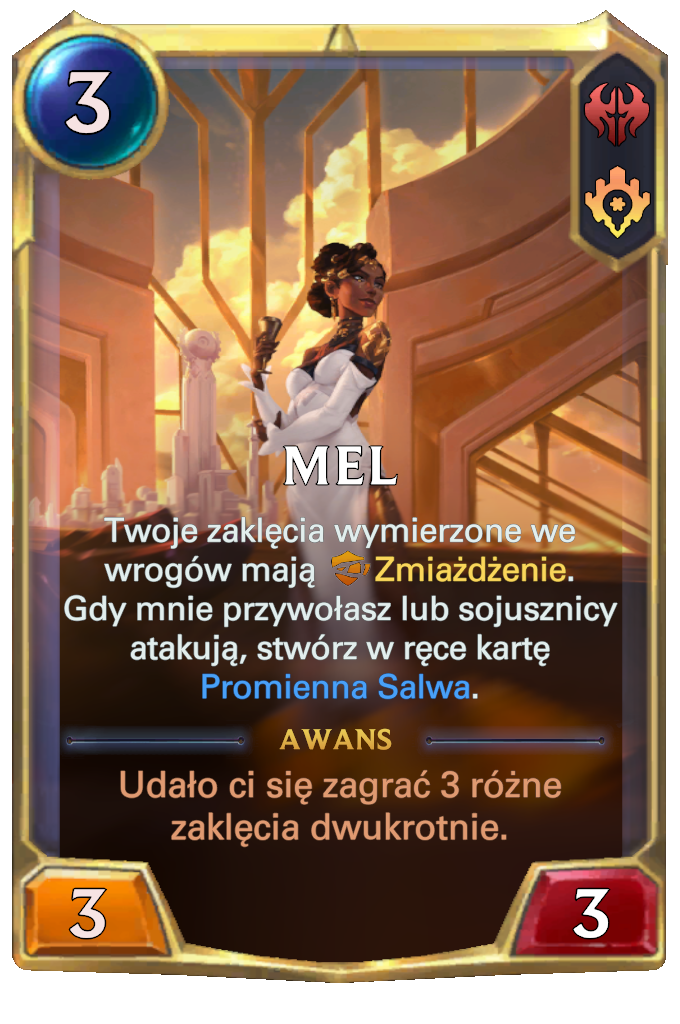 3
MEL
Twoje zaklęcia wymierzone we
wrogów mają Zmiażdżenie.
Gdy mnie przywołasz lub sojusznicy
atakują, stwórz w ręce kartę
Promienna Salwa.
AWANS
Udało ci się zagrać 3 różne
zaklęcia dwukrotnie.
3
3